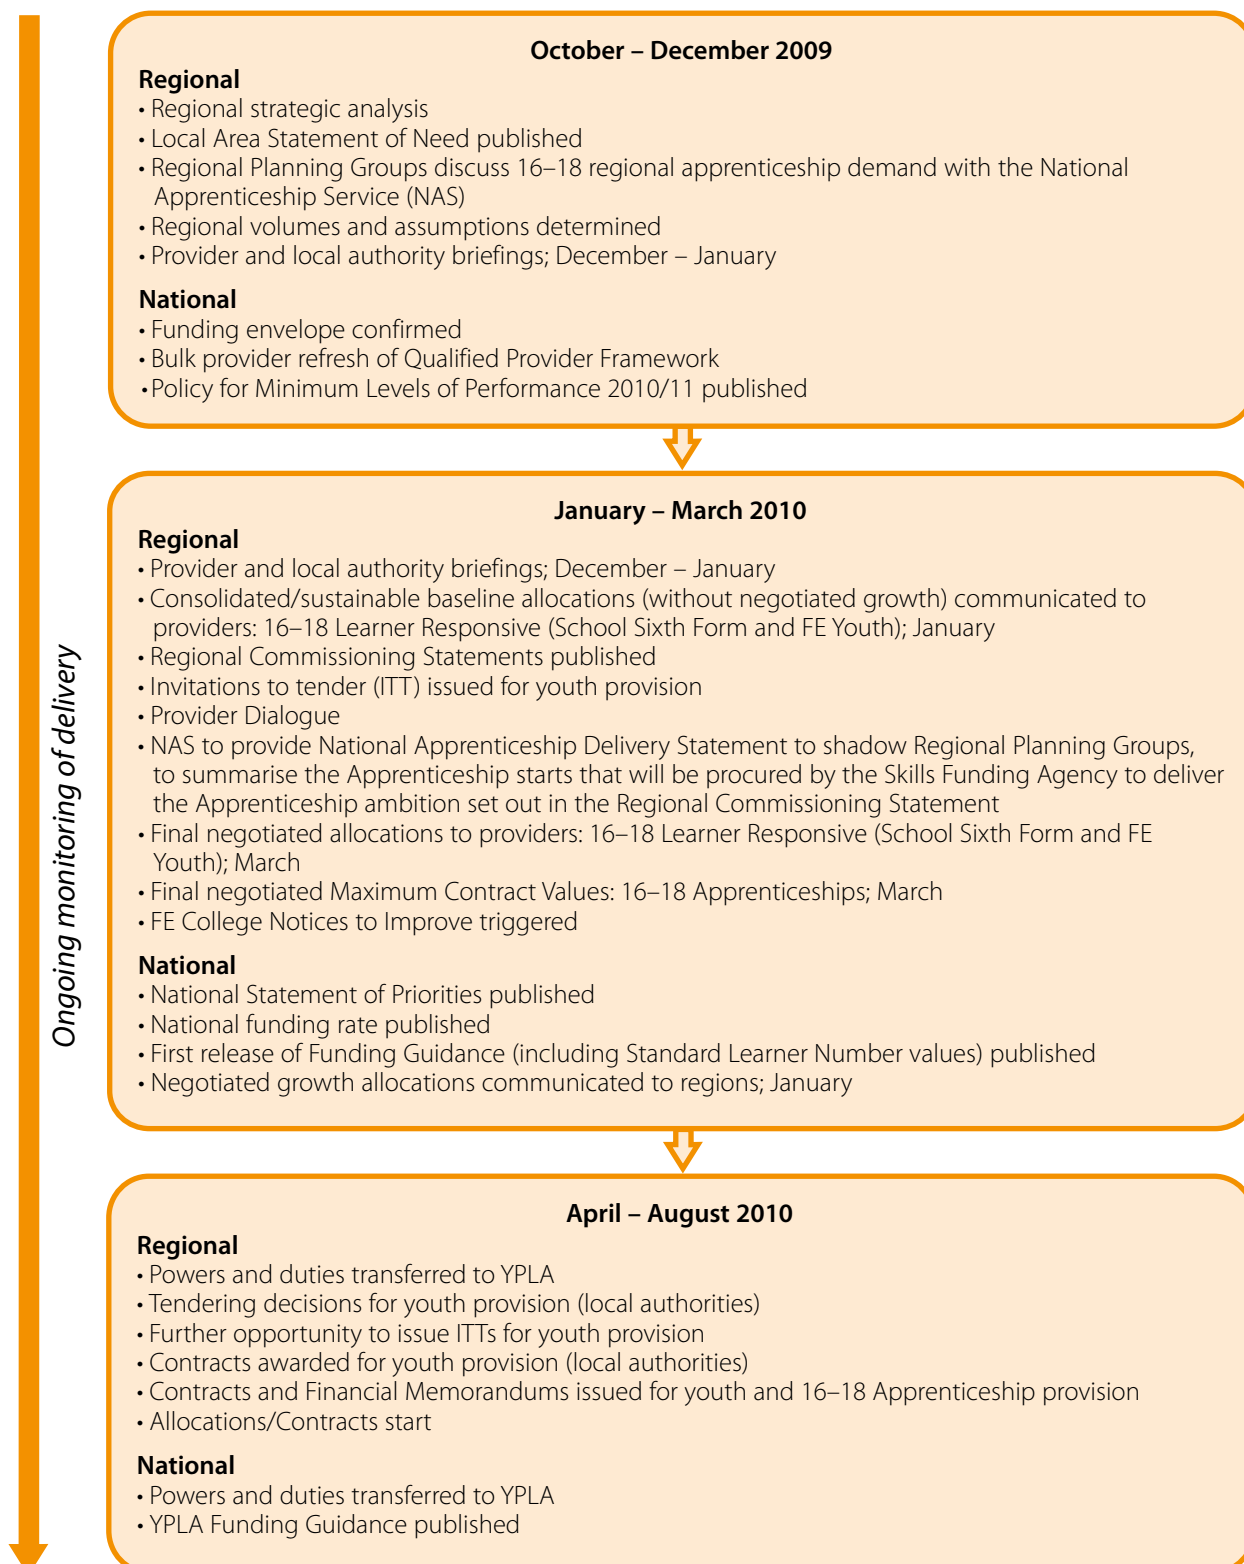 October – December 2009
Regional
• Regional strategic analysis
• Local Area Statement of Need published
• Regional Planning Groups discuss 16–18 regional apprenticeship demand with the National
Apprenticeship Service (NAS)
• Regional volumes and assumptions determined
• Provider and local authority briefings; December – January
National
• Funding envelope confirmed
• Bulk provider refresh of Qualified Provider Framework
• Policy for Minimum Levels of Performance 2010/11 published
January – March 2010
Regional
• Provider and local authority briefings; December – January
• Consolidated/sustainable baseline allocations (without negotiated growth) communicated to
providers: 16–18 Learner Responsive (School Sixth Form and FE Youth); January
• Regional Commissioning Statements published
• Invitations to tender (ITT) issued for youth provision
• Provider Dialogue
• NAS to provide National Apprenticeship Delivery Statement to shadow Regional Planning Groups,
to summarise the Apprenticeship starts that will be procured by the Skills Funding Agency to deliver
the Apprenticeship ambition set out in the Regional Commissioning Statement
• Final negotiated allocations to providers: 16–18 Learner Responsive (School Sixth Form and FE
Youth); March
• Final negotiated Maximum Contract Values: 16–18 Apprenticeships; March
• FE College Notices to Improve triggered
National
• National Statement of Priorities published
• National funding rate published
• First release of Funding Guidance (including Standard Learner Number values) published
• Negotiated growth allocations communicated to regions; January
April – August 2010
Regional
• Powers and duties transferred to YPLA
• Tendering decisions for youth provision (local authorities)
• Further opportunity to issue ITTs for youth provision
• Contracts awarded for youth provision (local authorities)
• Contracts and Financial Memorandums issued for youth and 16–18 Apprenticeship provision
• Allocations/Contracts start
National
• Powers and duties transferred to YPLA
• YPLA Funding Guidance published
Ongoing monitoring of delivery